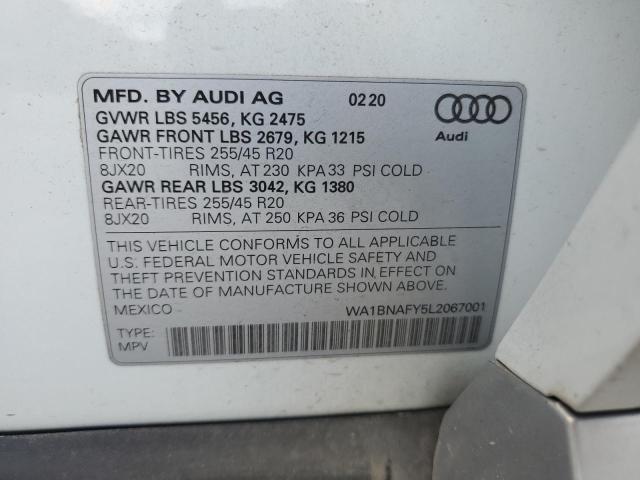 MFD. BY AUDI AG 02 20
GVWR LBS 5456, KG 2475
GAWR FRONT LBS 2679, KG 1215
Audi
FRONT-TIRES 255/45 R20
8JX20 RIMS, AT 230 KPA 33 PSI COLD
GAWR REAR LBS 3042, KG 1380
REAR-TIRES 255/45 R20
8JX20 RIMS, AT 250 KPA 36 PSI COLD
THIS VEHICLE CONFORMS TO ALL APPLICABLE
U.S. FEDERAL MOTOR VEHICLE SAFETY AND
THEFT PREVENTION STANDARDS IN EFFECT ON
THE DATE OF MANUFACTURE SHOWN ABOVE.
MEXICO WA1BNAFY5L2067001
TYPE:
MPV